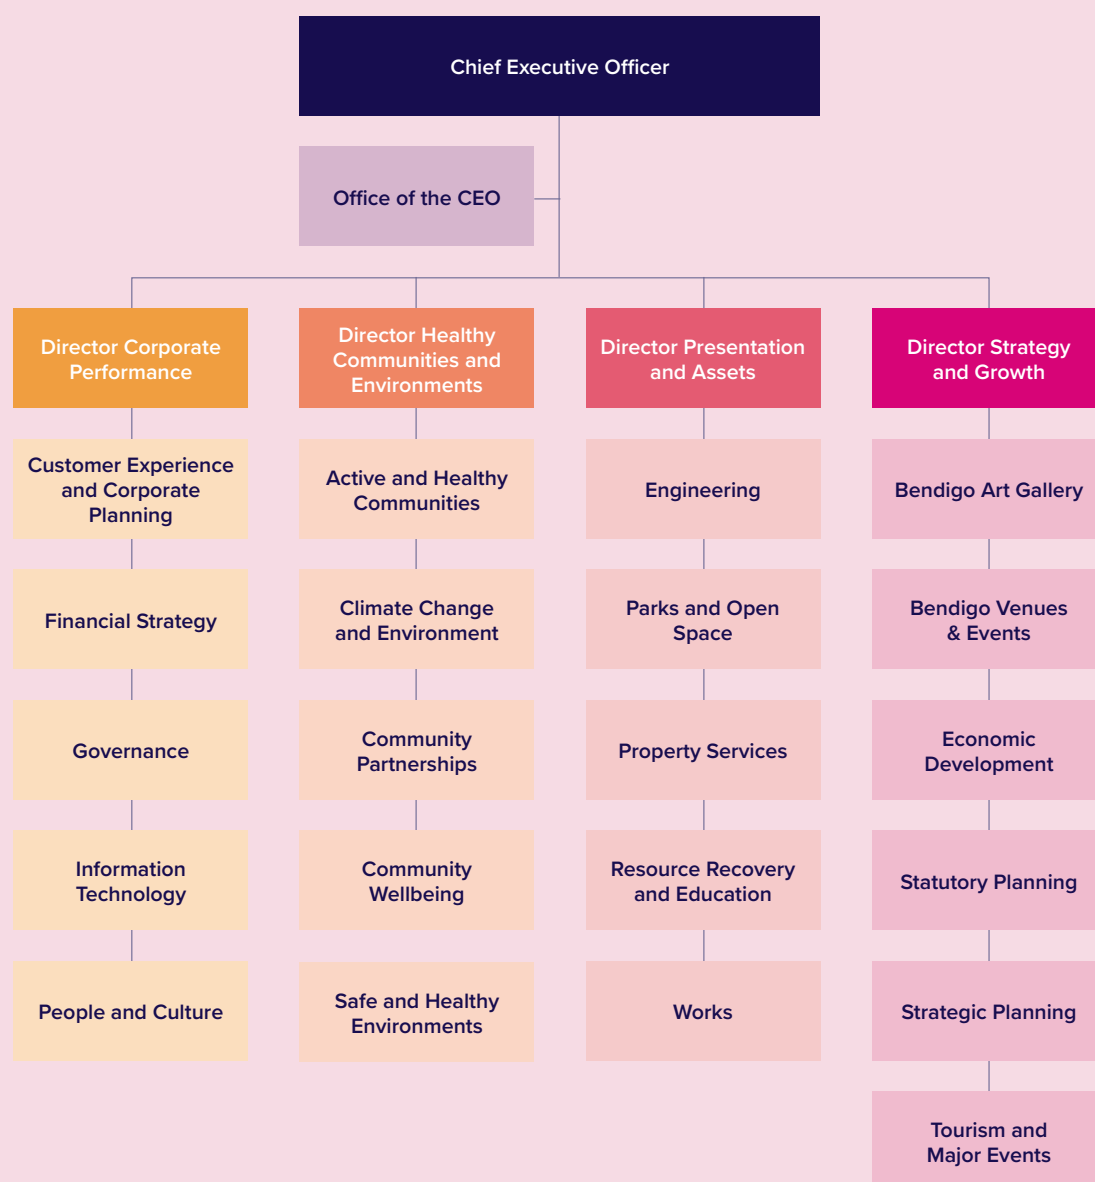 Chief Executive Officer
Office of the CEO
Director Corporate
Performance
Customer Experience
and Corporate
Planning
Financial Strategy
Governance
Information
Technology
People and Culture
Director Healthy
Communities and
Environments
Active and Healthy
Communities
Climate Change
and Environment
Community
Partnerships
Community
Wellbeing
Safe and Healthy
Environments
Director Presentation
and Assets
Engineering
Parks and Open
Space
Property Services
Resource Recovery
and Education
Works
Director Strategy
and Growth
Bendigo Art Gallery
Bendigo Venues
& Events
Economic
Development
Statutory Planning
Strategic Planning
Tourism and
Major Events